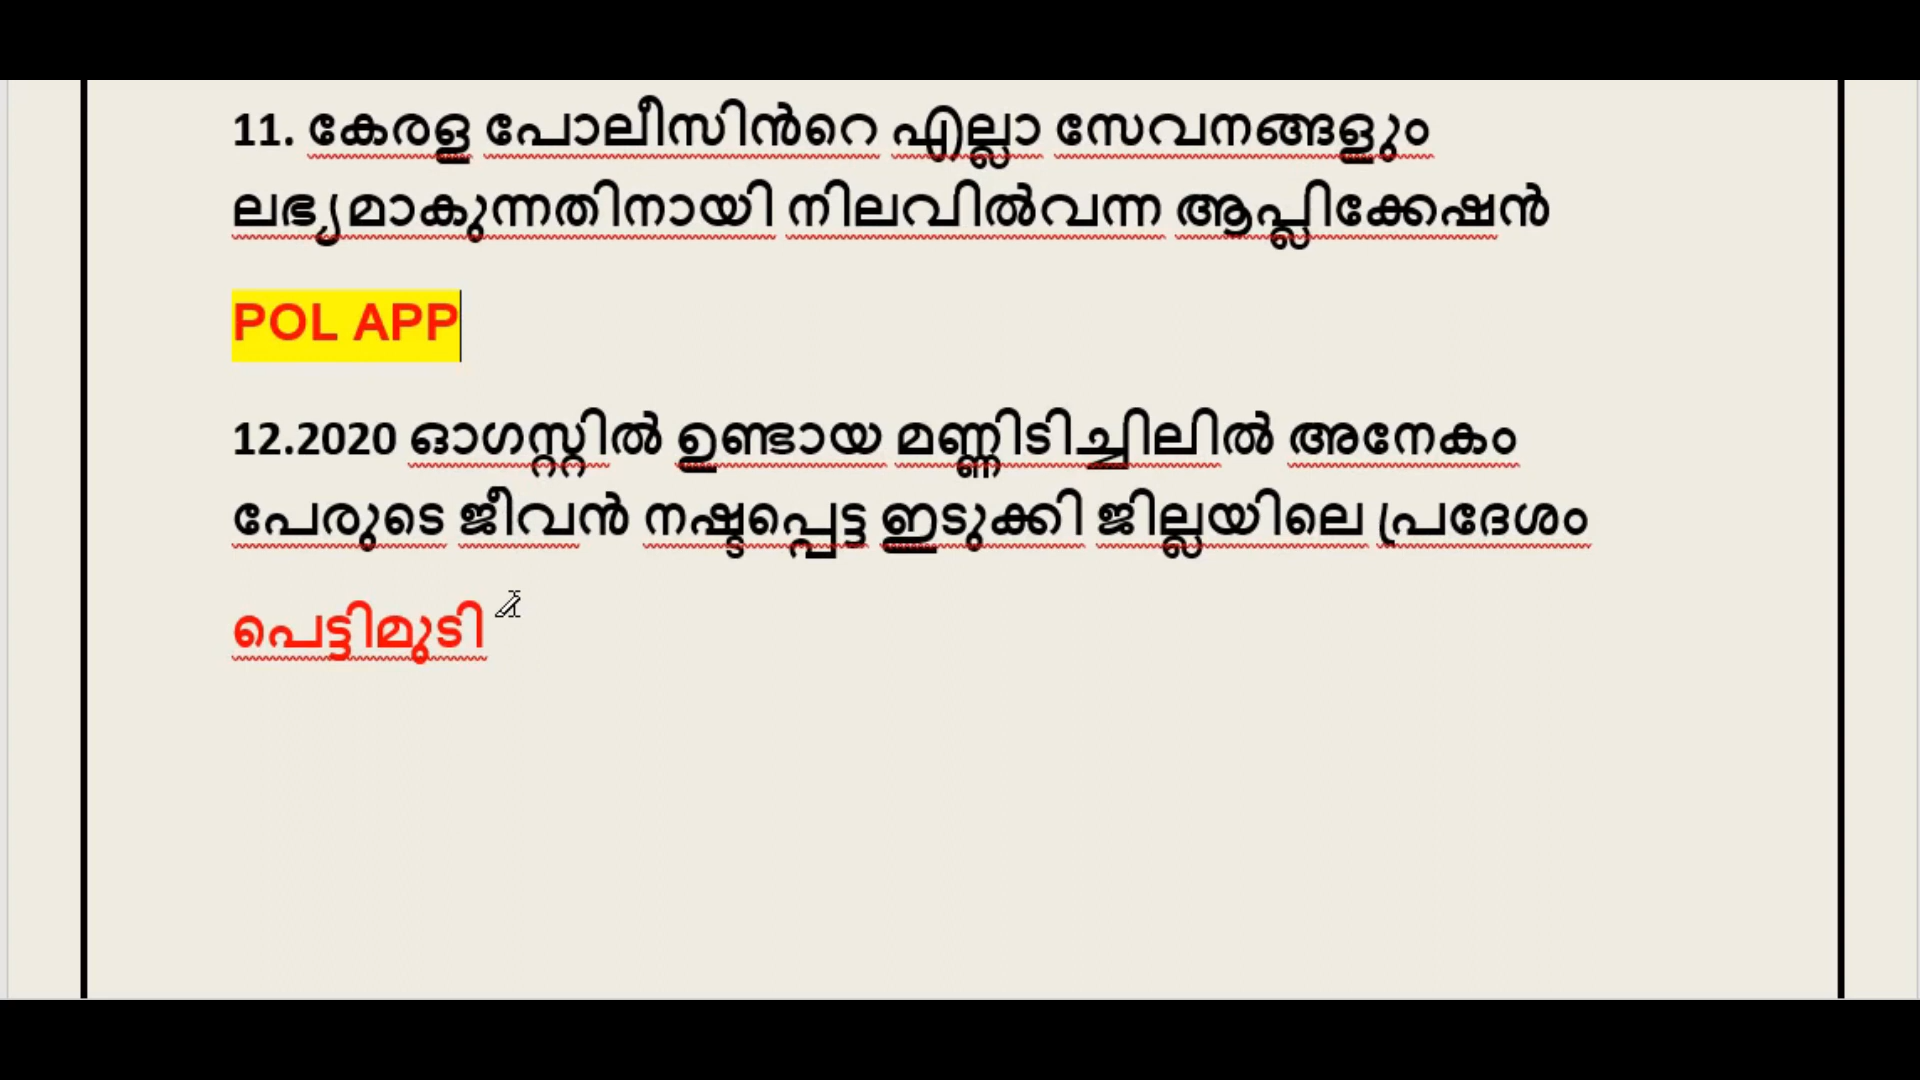 11. കേരള പോലീസിൻറെ എല്ലാ സേവനങ്ങളും
ലഭ്യമാകുന്നതിനായി നിലവിൽവന്ന ആപ്ലിക്കേഷൻ
POL APP
12.2020 ഓഗസ്റ്റിൽ ഉണ്ടായ മണ്ണിടിച്ചിലിൽ അനേകം
പേരുടെ ജീവൻ നഷ്ടപ്പെട്ട ഇടുക്കി ജില്ലയിലെ പ്രദേശം
പെട്ടിമുടി